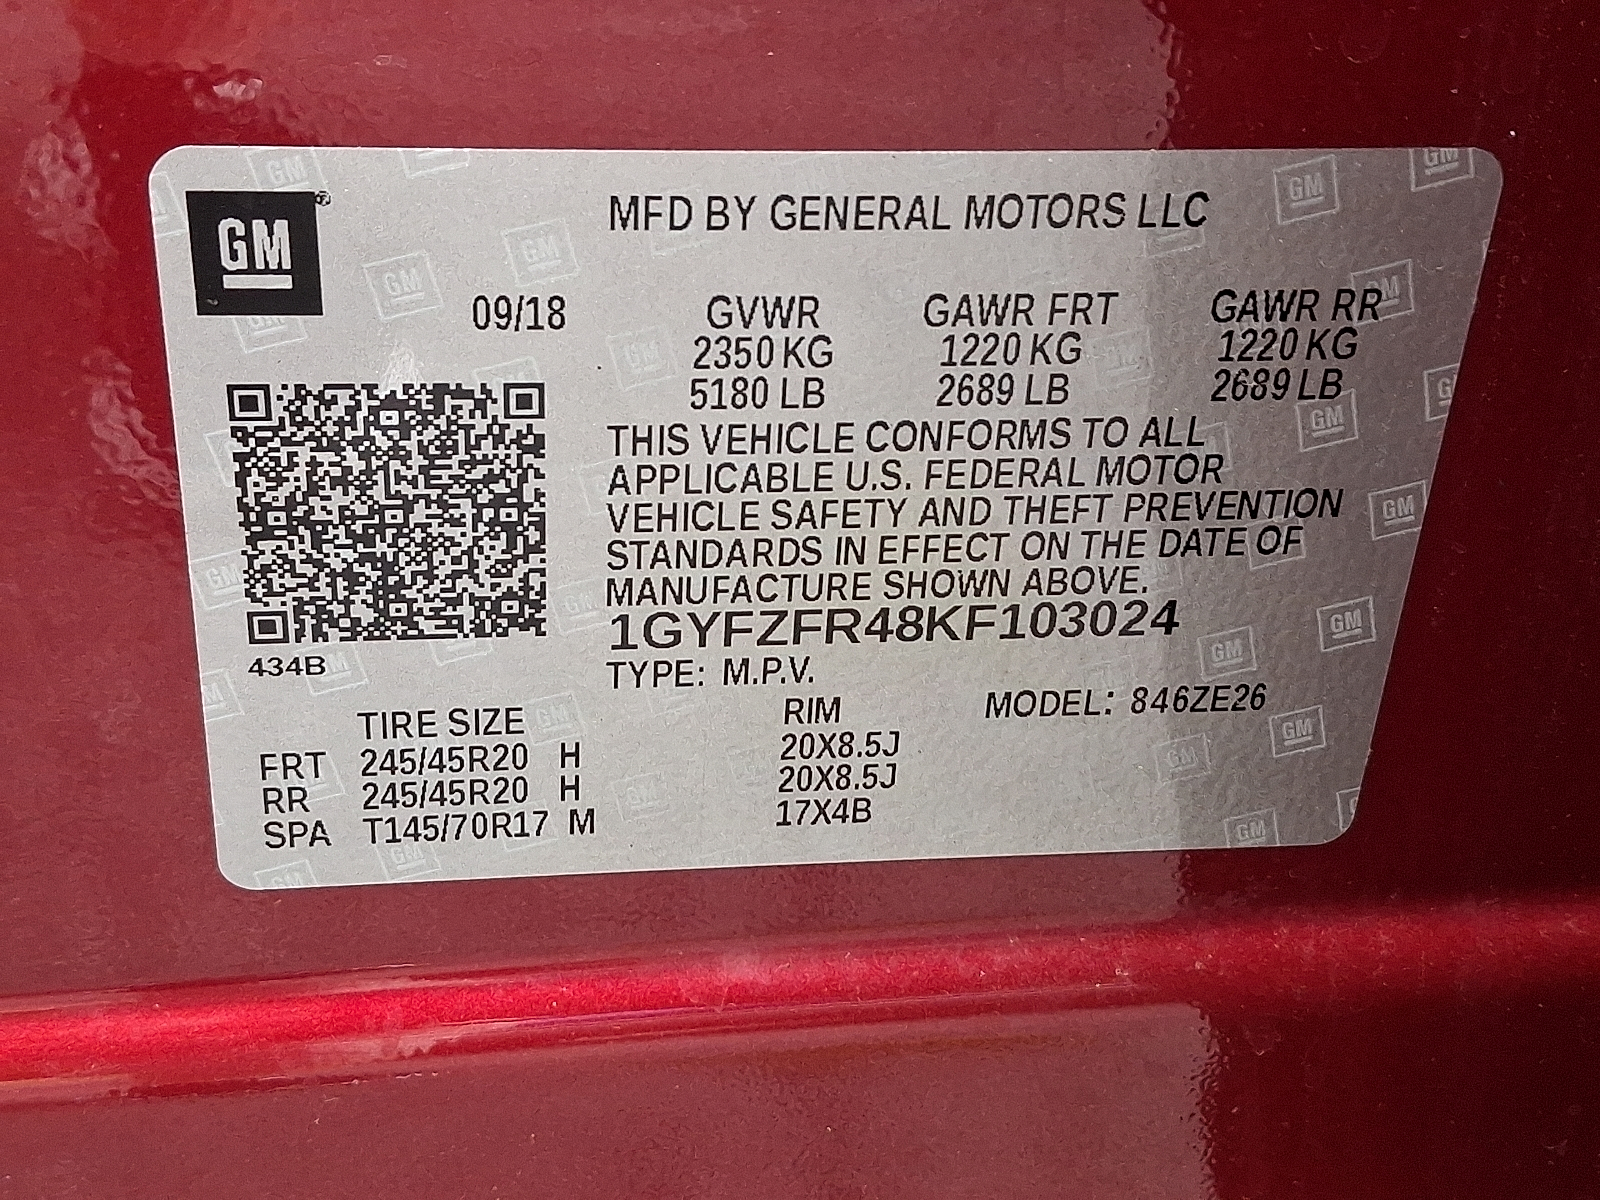 GM
MFD BY GENERAL MOTORS LLC
09/18 GVWR GAWR FRT GAWR RR
2350 KG 1220 KG 1220 KG
5180 LB 2689 LB 2689 LB
THIS VEHICLE CONFORMS TO ALL
APPLICABLE U.S. FEDERAL MOTOR
VEHICLE SAFETY AND THEFT PREVENTION
STANDARDS IN EFFECT ON THE DATE OF
MANUFACTURE SHOWN ABOVE.
1GYFZFR48KF103024
434B
TYPE: M.P.V.
MODEL: 846ZE26
TIRE SIZE RIM
FRT 245/45R20 H 20X8.5J
RR 245/45R20 H 20X8.5J
SPA T145/70R17 M 17X4B